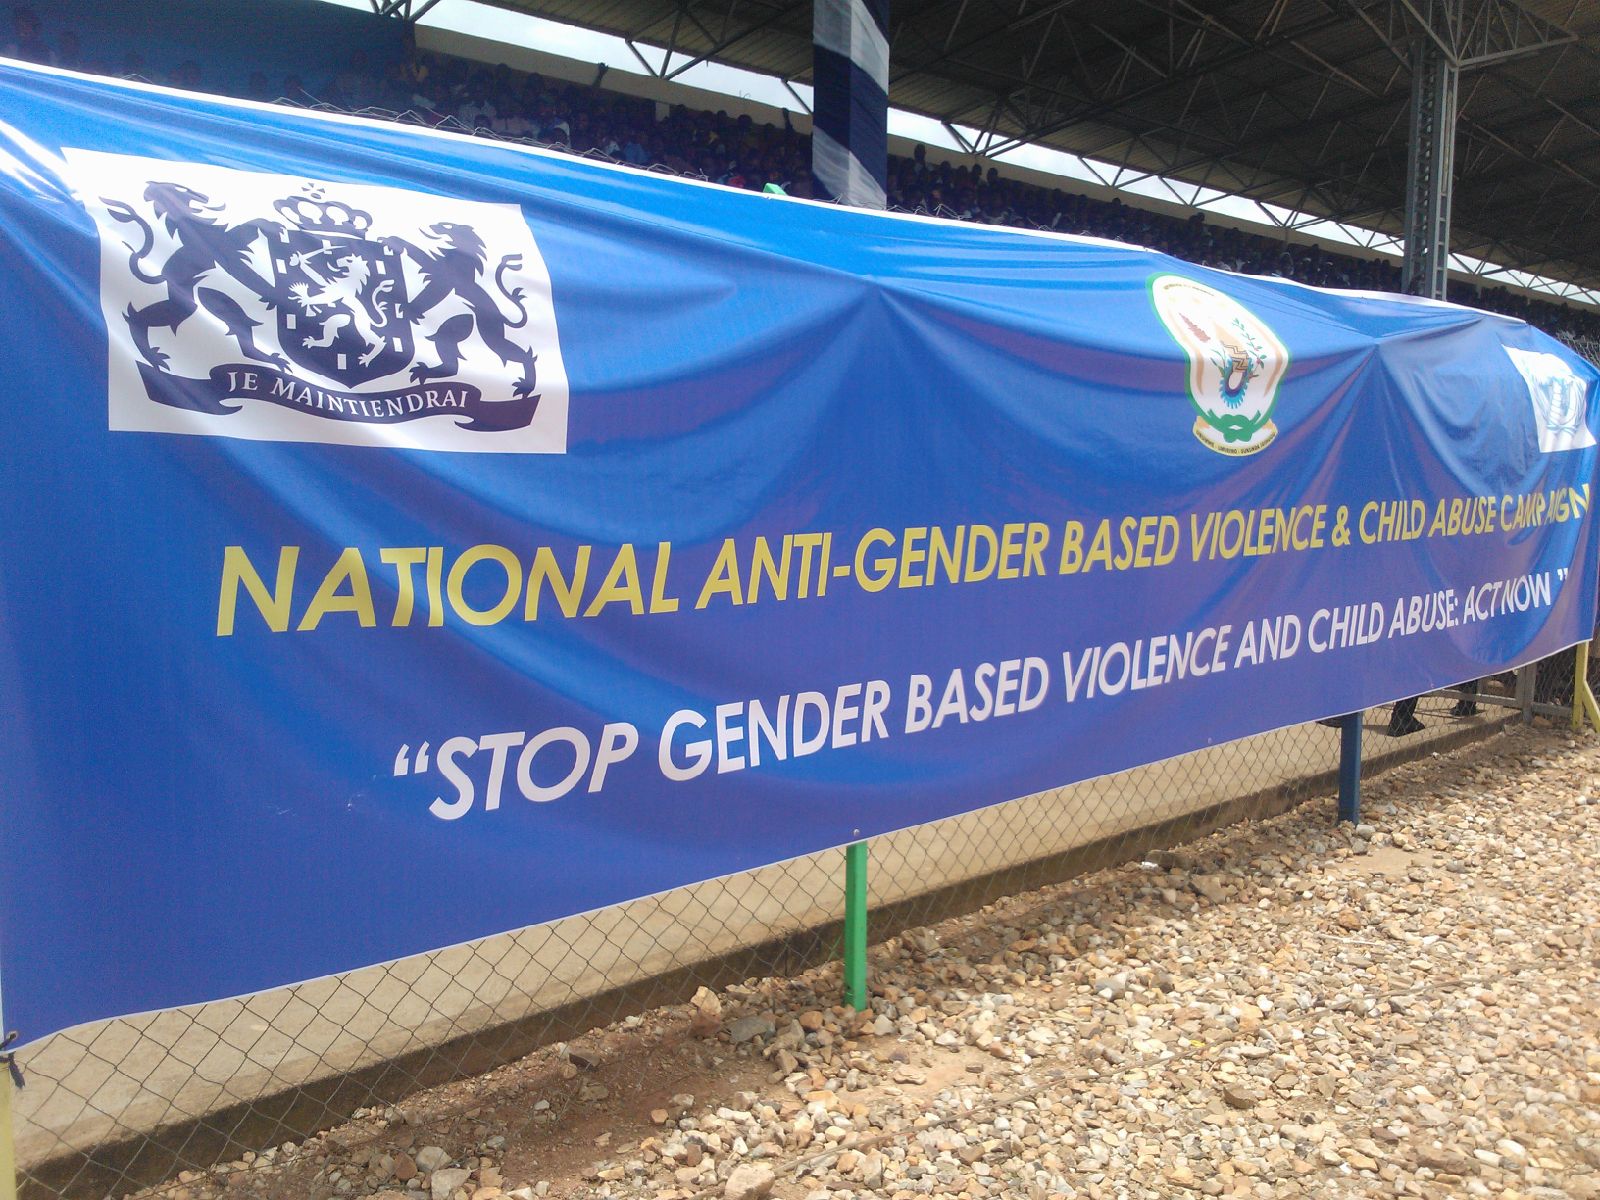 JE MAINTIENDRAI
NATIONAL ANTI-GENDER BASED VIOLENCE & CHILD ABUSE CAMPAIGN
“STOP GENDER BASED VIOLENCE AND CHILD ABUSE: ACT NOW ”